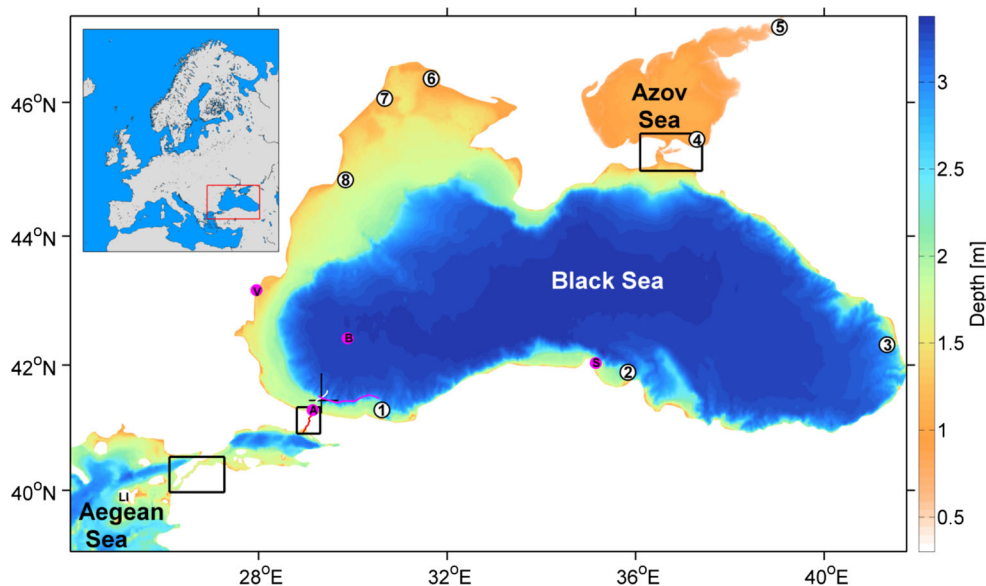 46°N
44°N
42°N
40°N
28°E
32°E
36°E
40°E
5
6
7
Azov
Sea
4
8
Black Sea
V
B
3
S
2
A
1
LI
Aegean
Sea
3
2.5
2
1.5
1
0.5
Depth [m]